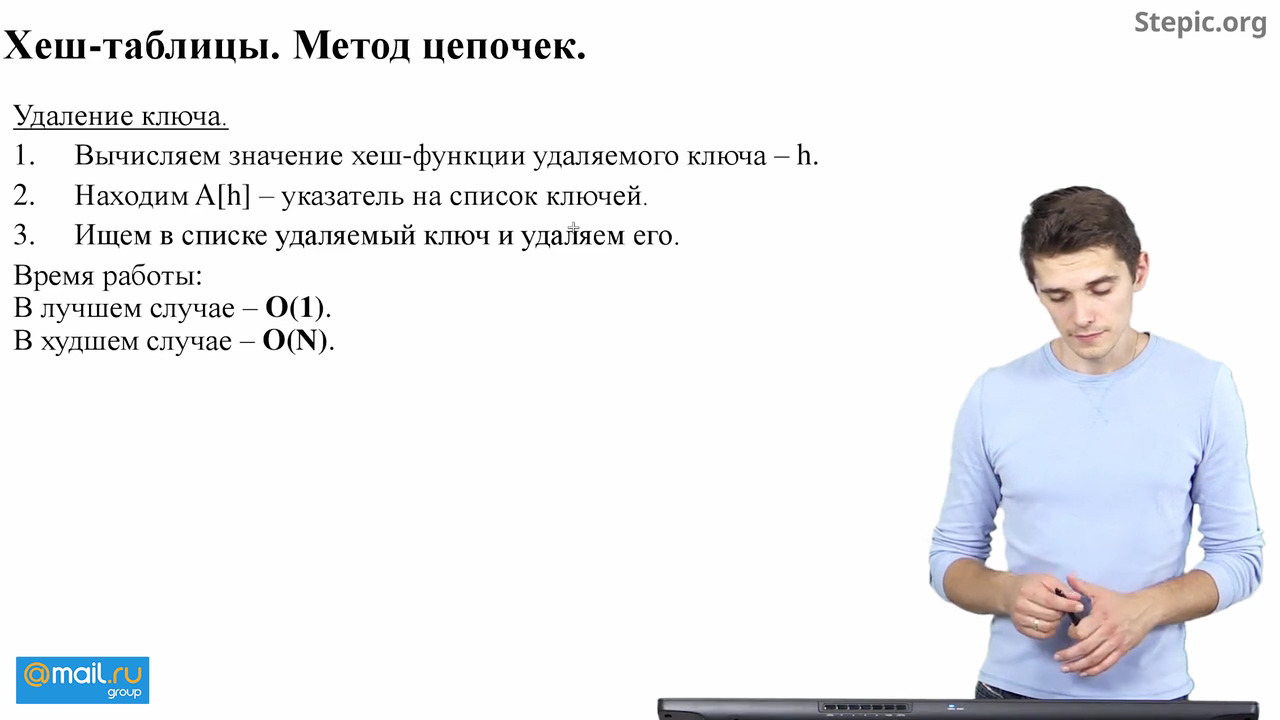 Stepic.org
Хеш-таблицы. Метод цепочек.
Удаление ключа.
1. Вычисляем значение хеш-функции удаляемого ключа – h.
2. Находим A[h] – указатель на список ключей.
3. Ищем в списке удаляемый ключ и удаляем его.
Время работы:
В лучшем случае – O(1).
В худшем случае – O(N).
@mail.ru
group